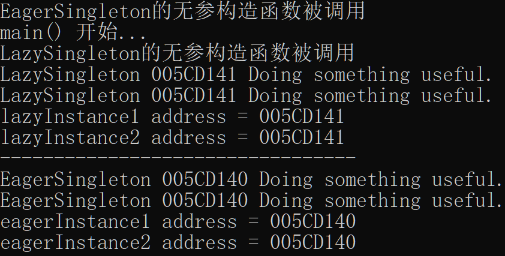 EagerSingleton的无参构造函数被调用
main() 开始...
LazySingleton的无参构造函数被调用
LazySingleton 005CD141 Doing something useful.
LazySingleton 005CD141 Doing something useful.
lazyInstance1 address = 005CD141
lazyInstance2 address = 005CD141
----------------------------------
EagerSingleton 005CD140 Doing something useful.
EagerSingleton 005CD140 Doing something useful.
eagerInstance1 address = 005CD140
eagerInstance2 address = 005CD140